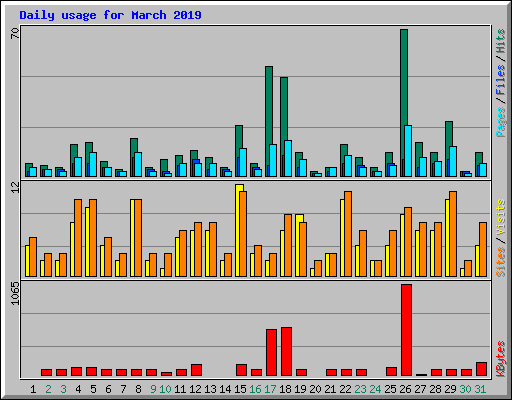 Daily usage for March 2019
70
Pages / Files / Hits
12
Sites / Visits
1065
KBytes
1 2 3 4 5 6 7 8 9 10 11 12 13 14 15 16 17 18 19 20 21 22 23 24 25 26 27 28 29 30 31